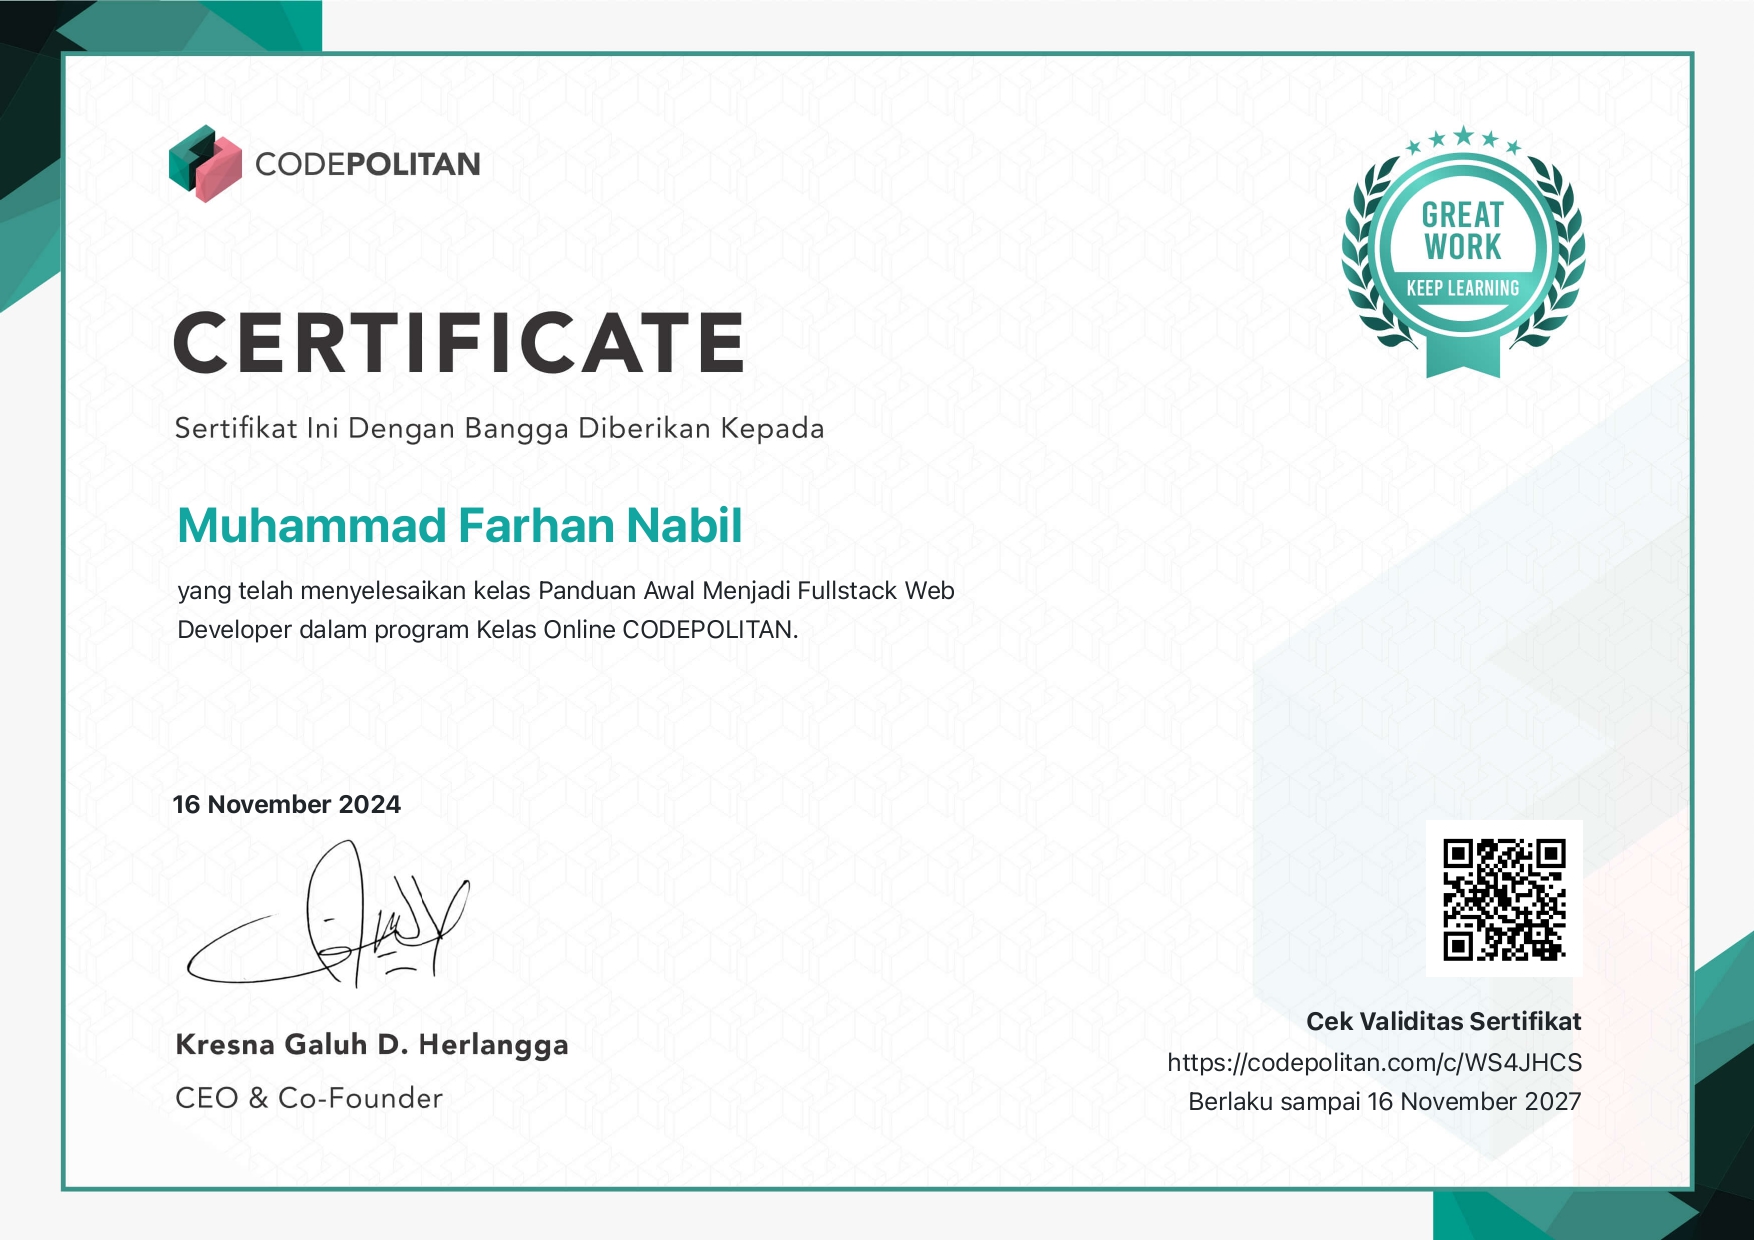 CODEPOLITAN
GREAT
WORK
KEEP LEARNING
CERTIFICATE
Sertifikat Ini Dengan Bangga Diberikan Kepada
Muhammad Farhan Nabil
yang telah menyelesaikan kelas Panduan Awal Menjadi Fullstack Web
Developer dalam program Kelas Online CODEPOLITAN.
16 November 2024
Kresna Galuh D. Herlangga
CEO & Co-Founder
Cek Validitas Sertifikat
https://codepolitan.com/c/WS4JHCS
Berlaku sampai 16 November 2027